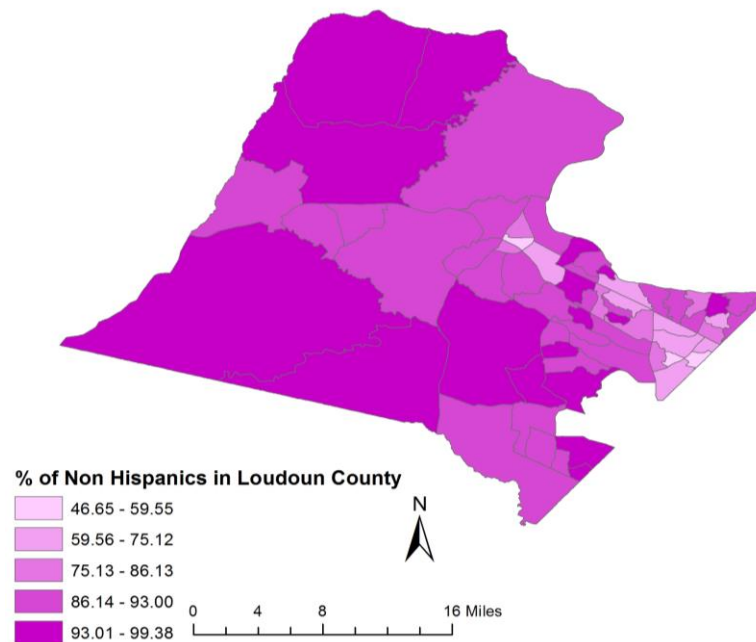 % of Non Hispanics in Loudoun County
46.65 - 59.55
59.56 - 75.12
75.13 - 86.13
86.14 - 93.00
93.01 - 99.38
N
0 4 8 16 Miles